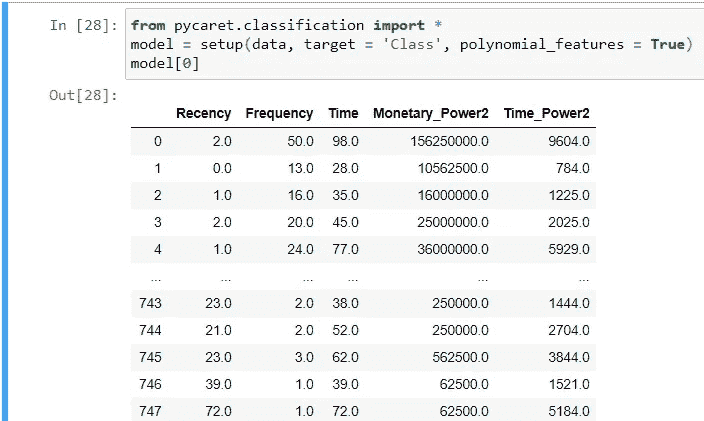 In [28]: from pycaret.classification import *
model = setup(data, target = 'Class', polynomial_features = True)
model[0]
Out[28]:
Recency Frequency Time Monetary_Power2 Time_Power2
0 2.0 50.0 98.0 156250000.0 9604.0
1 0.0 13.0 28.0 10562500.0 784.0
2 1.0 16.0 35.0 16000000.0 1225.0
3 2.0 20.0 45.0 25000000.0 2025.0
4 1.0 24.0 77.0 36000000.0 5929.0
... ... ... ... ... ...
743 23.0 2.0 38.0 250000.0 1444.0
744 21.0 2.0 52.0 250000.0 2704.0
745 23.0 3.0 62.0 562500.0 3844.0
746 39.0 1.0 39.0 62500.0 1521.0
747 72.0 1.0 72.0 62500.0 5184.0